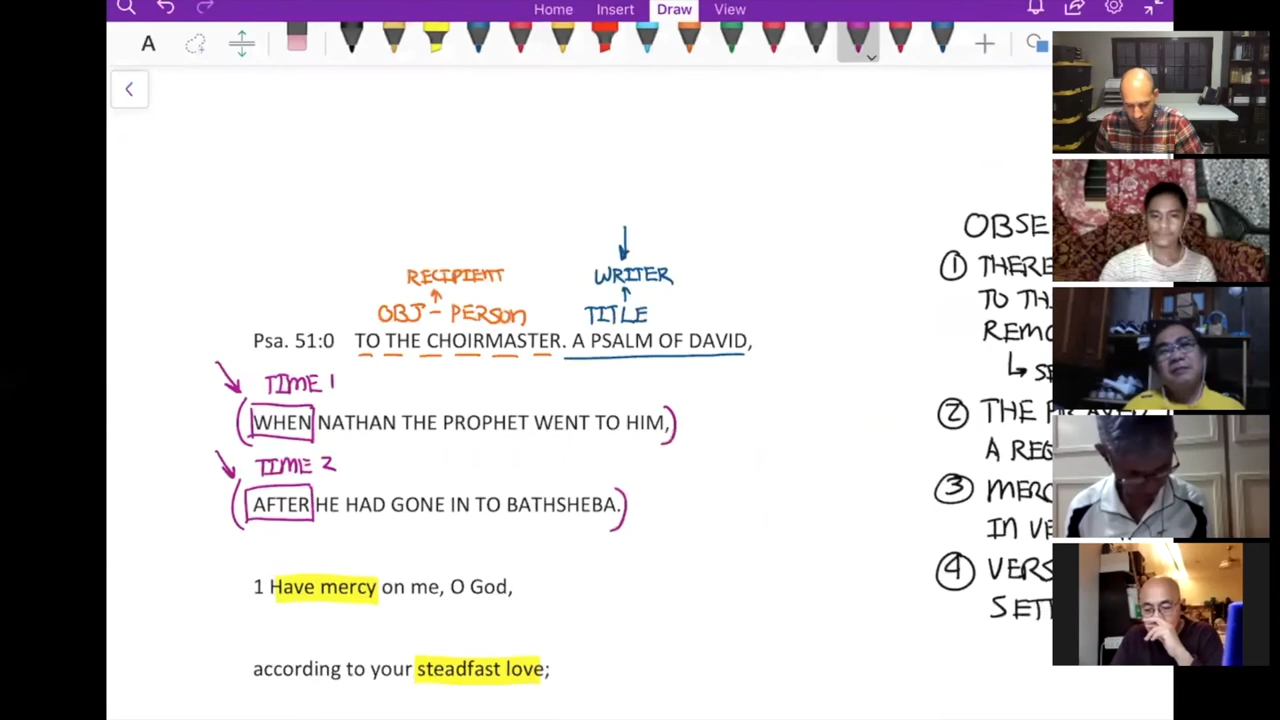 Home Insert Draw View
A
RECIPIENT WRITER
OBJ - PERSON TITLE
Psa. 51:0 TO THE CHOIRMASTER. A PSALM OF DAVID,
TIME 1
(WHEN NATHAN THE PROPHET WENT TO HIM,)
TIME 2
(AFTER HE HAD GONE IN TO BATHSHEBA.)
1 Have mercy on me, O God,
according to your steadfast love;
OBSE
① THERE
TO TH
REMO
SE
② THE PRAYED
A REG
③ MERC
IN VE
④ VERS
SETT